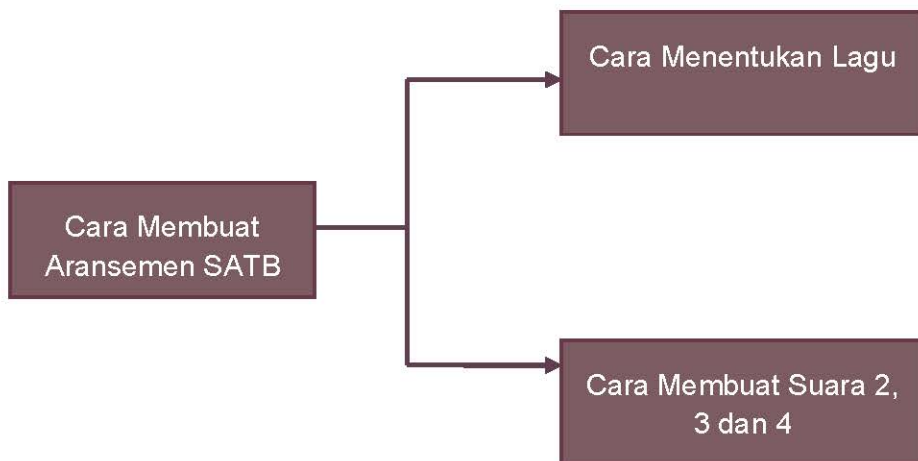 Cara Menentukan Lagu
Cara Membuat
Aransemen SATB
Cara Membuat Suara 2,
3 dan 4